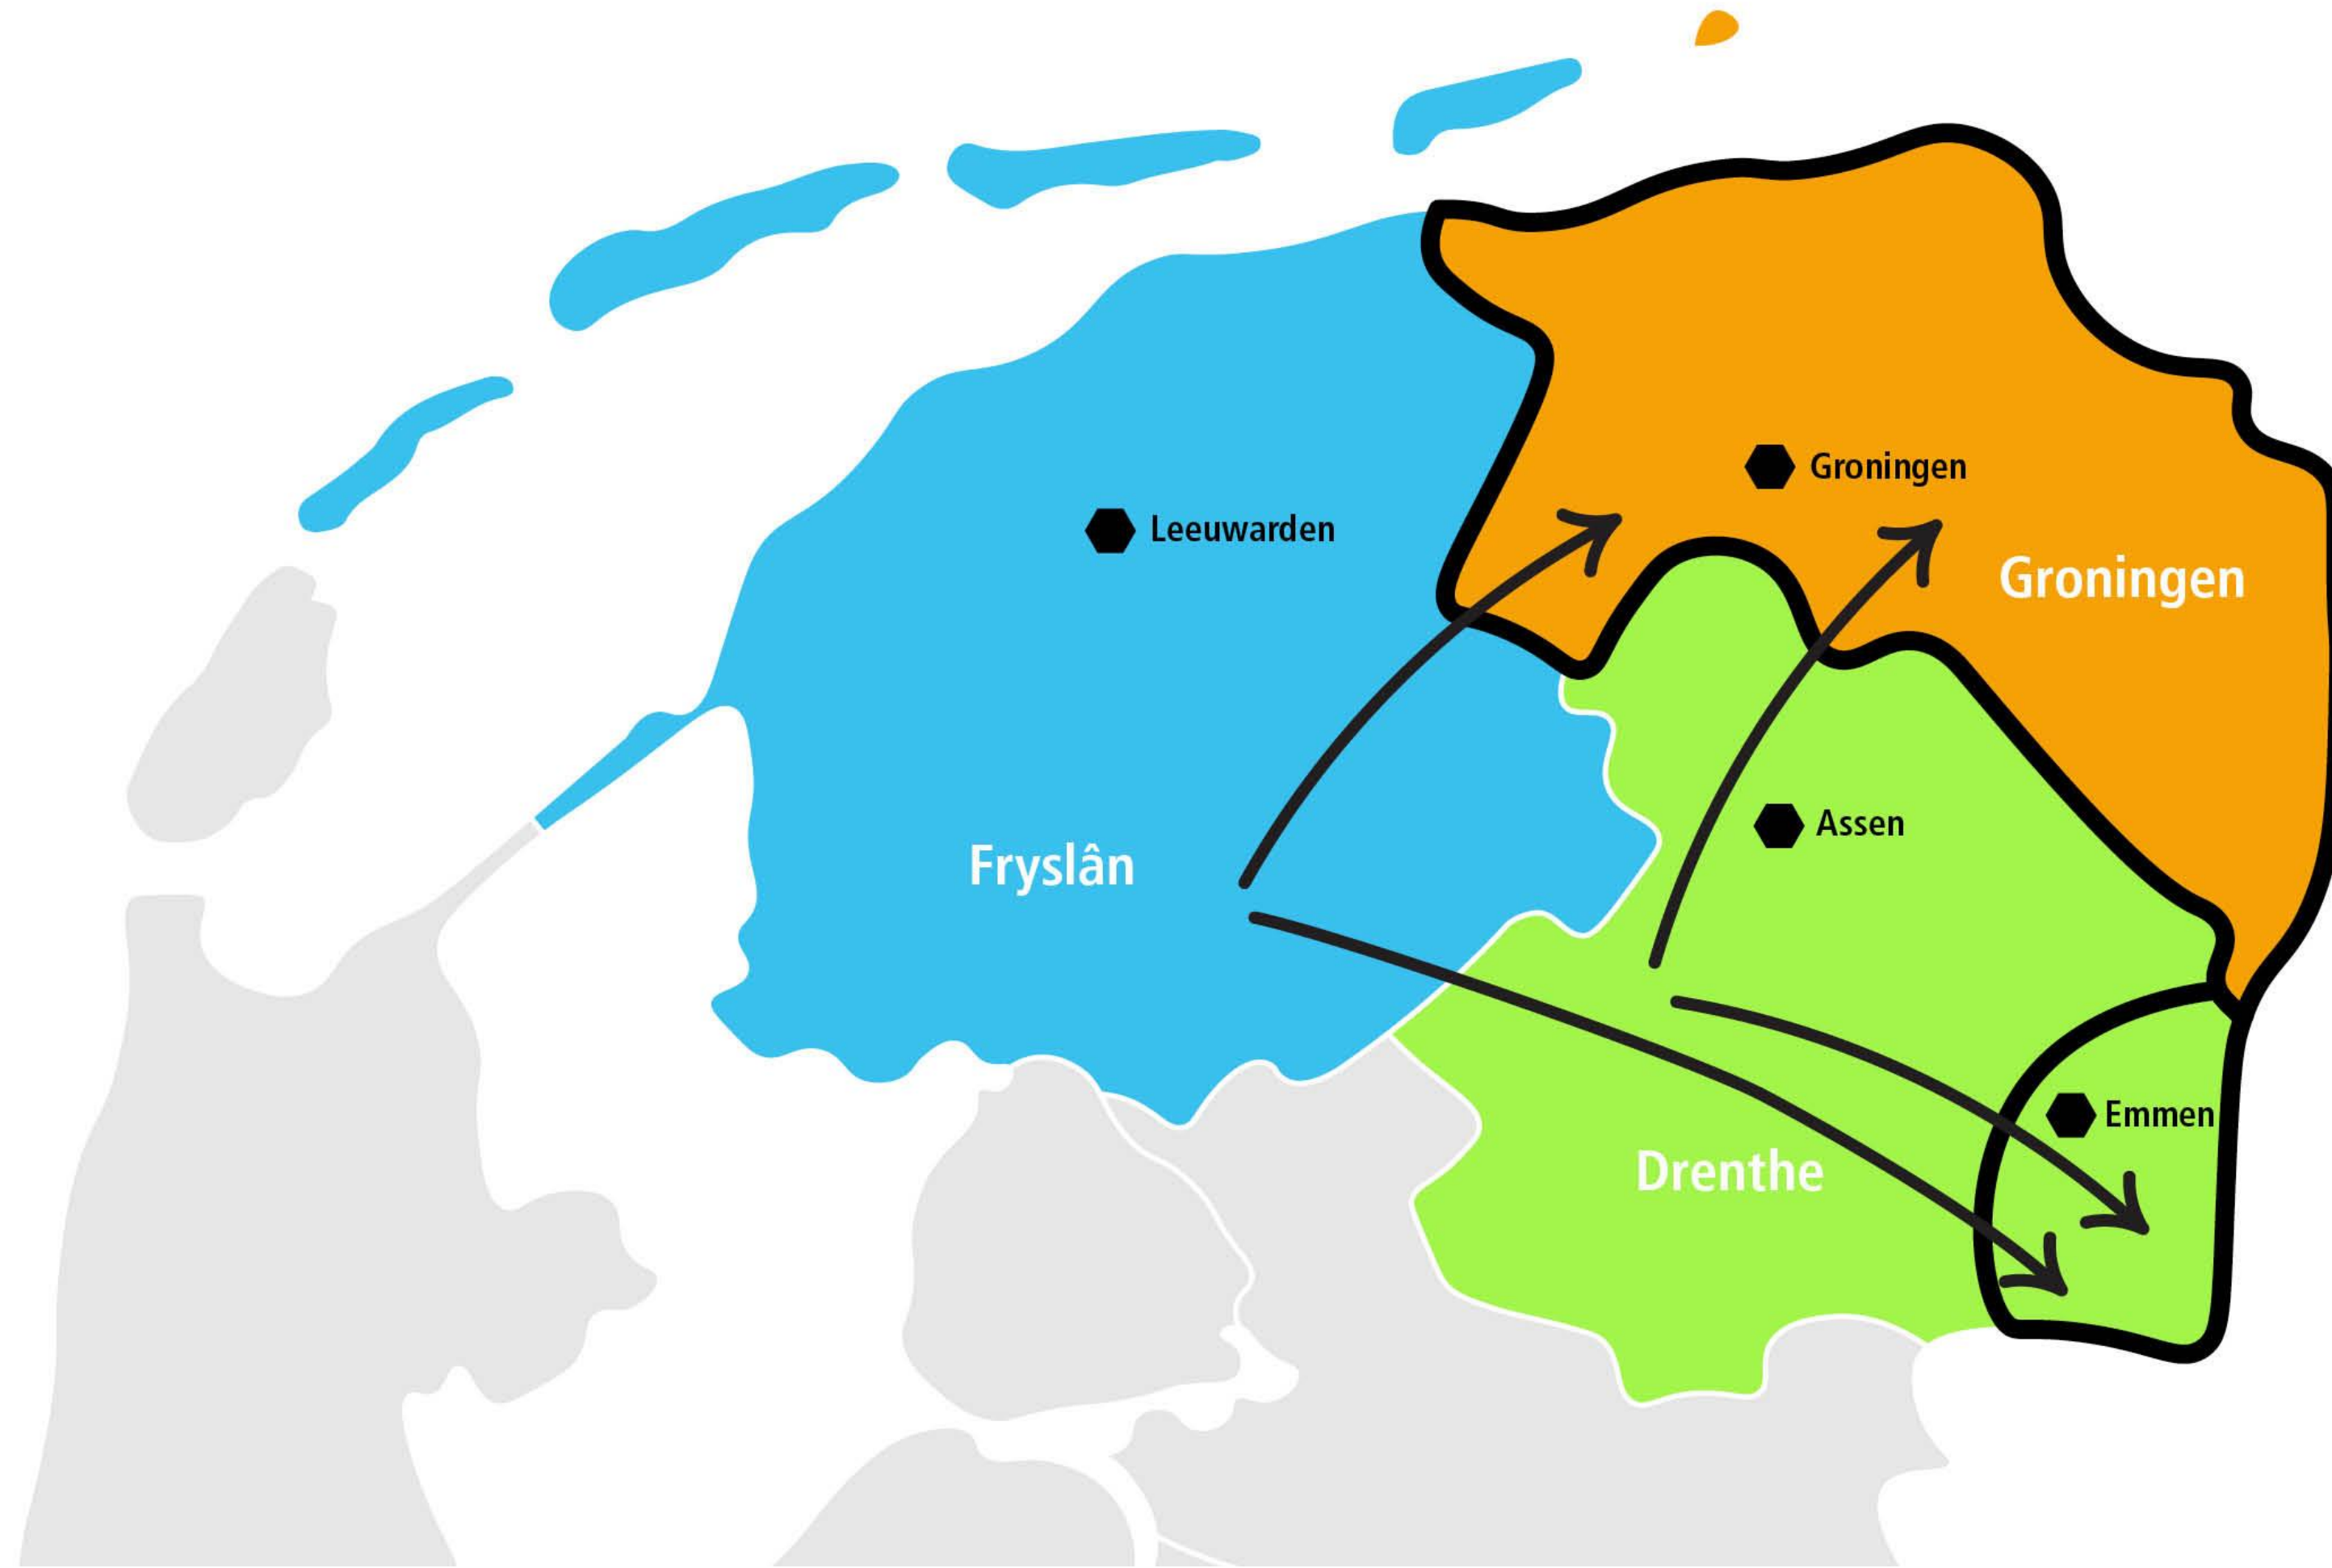 Groningen
Leeuwarden
Groningen
Assen
Fryslân
Emmen
Drenthe